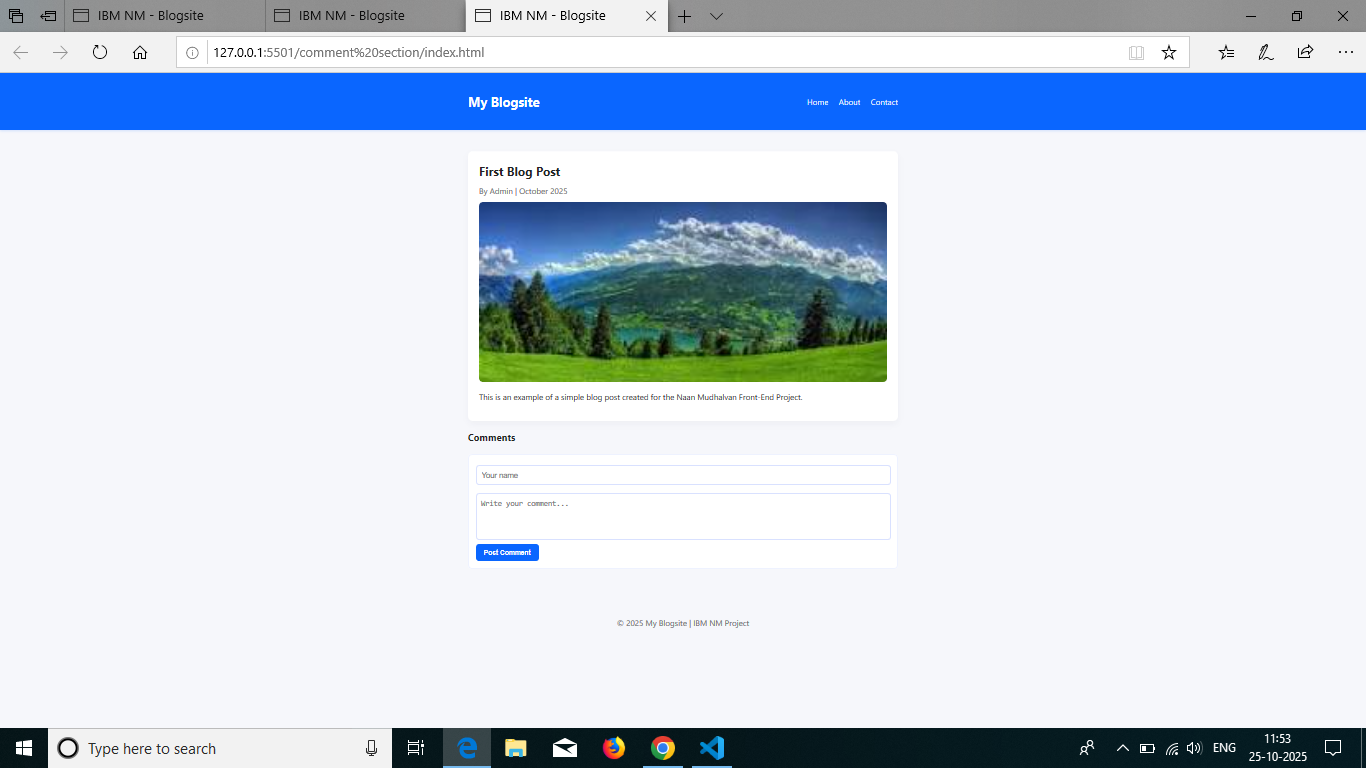 IBM NM - Blogsite
IBM NM - Blogsite
IBM NM - Blogsite
127.0.0.1:5501/comment%20section/index.html
My Blogsite
Home About Contact
First Blog Post
By Admin | October 2025
This is an example of a simple blog post created for the Naan Mudhalvan Front-End Project.
Comments
Your name
Write your comment...
Post Comment
© 2025 My Blogsite | IBM NM Project
Type here to search
ENG
11:53
25-10-2025